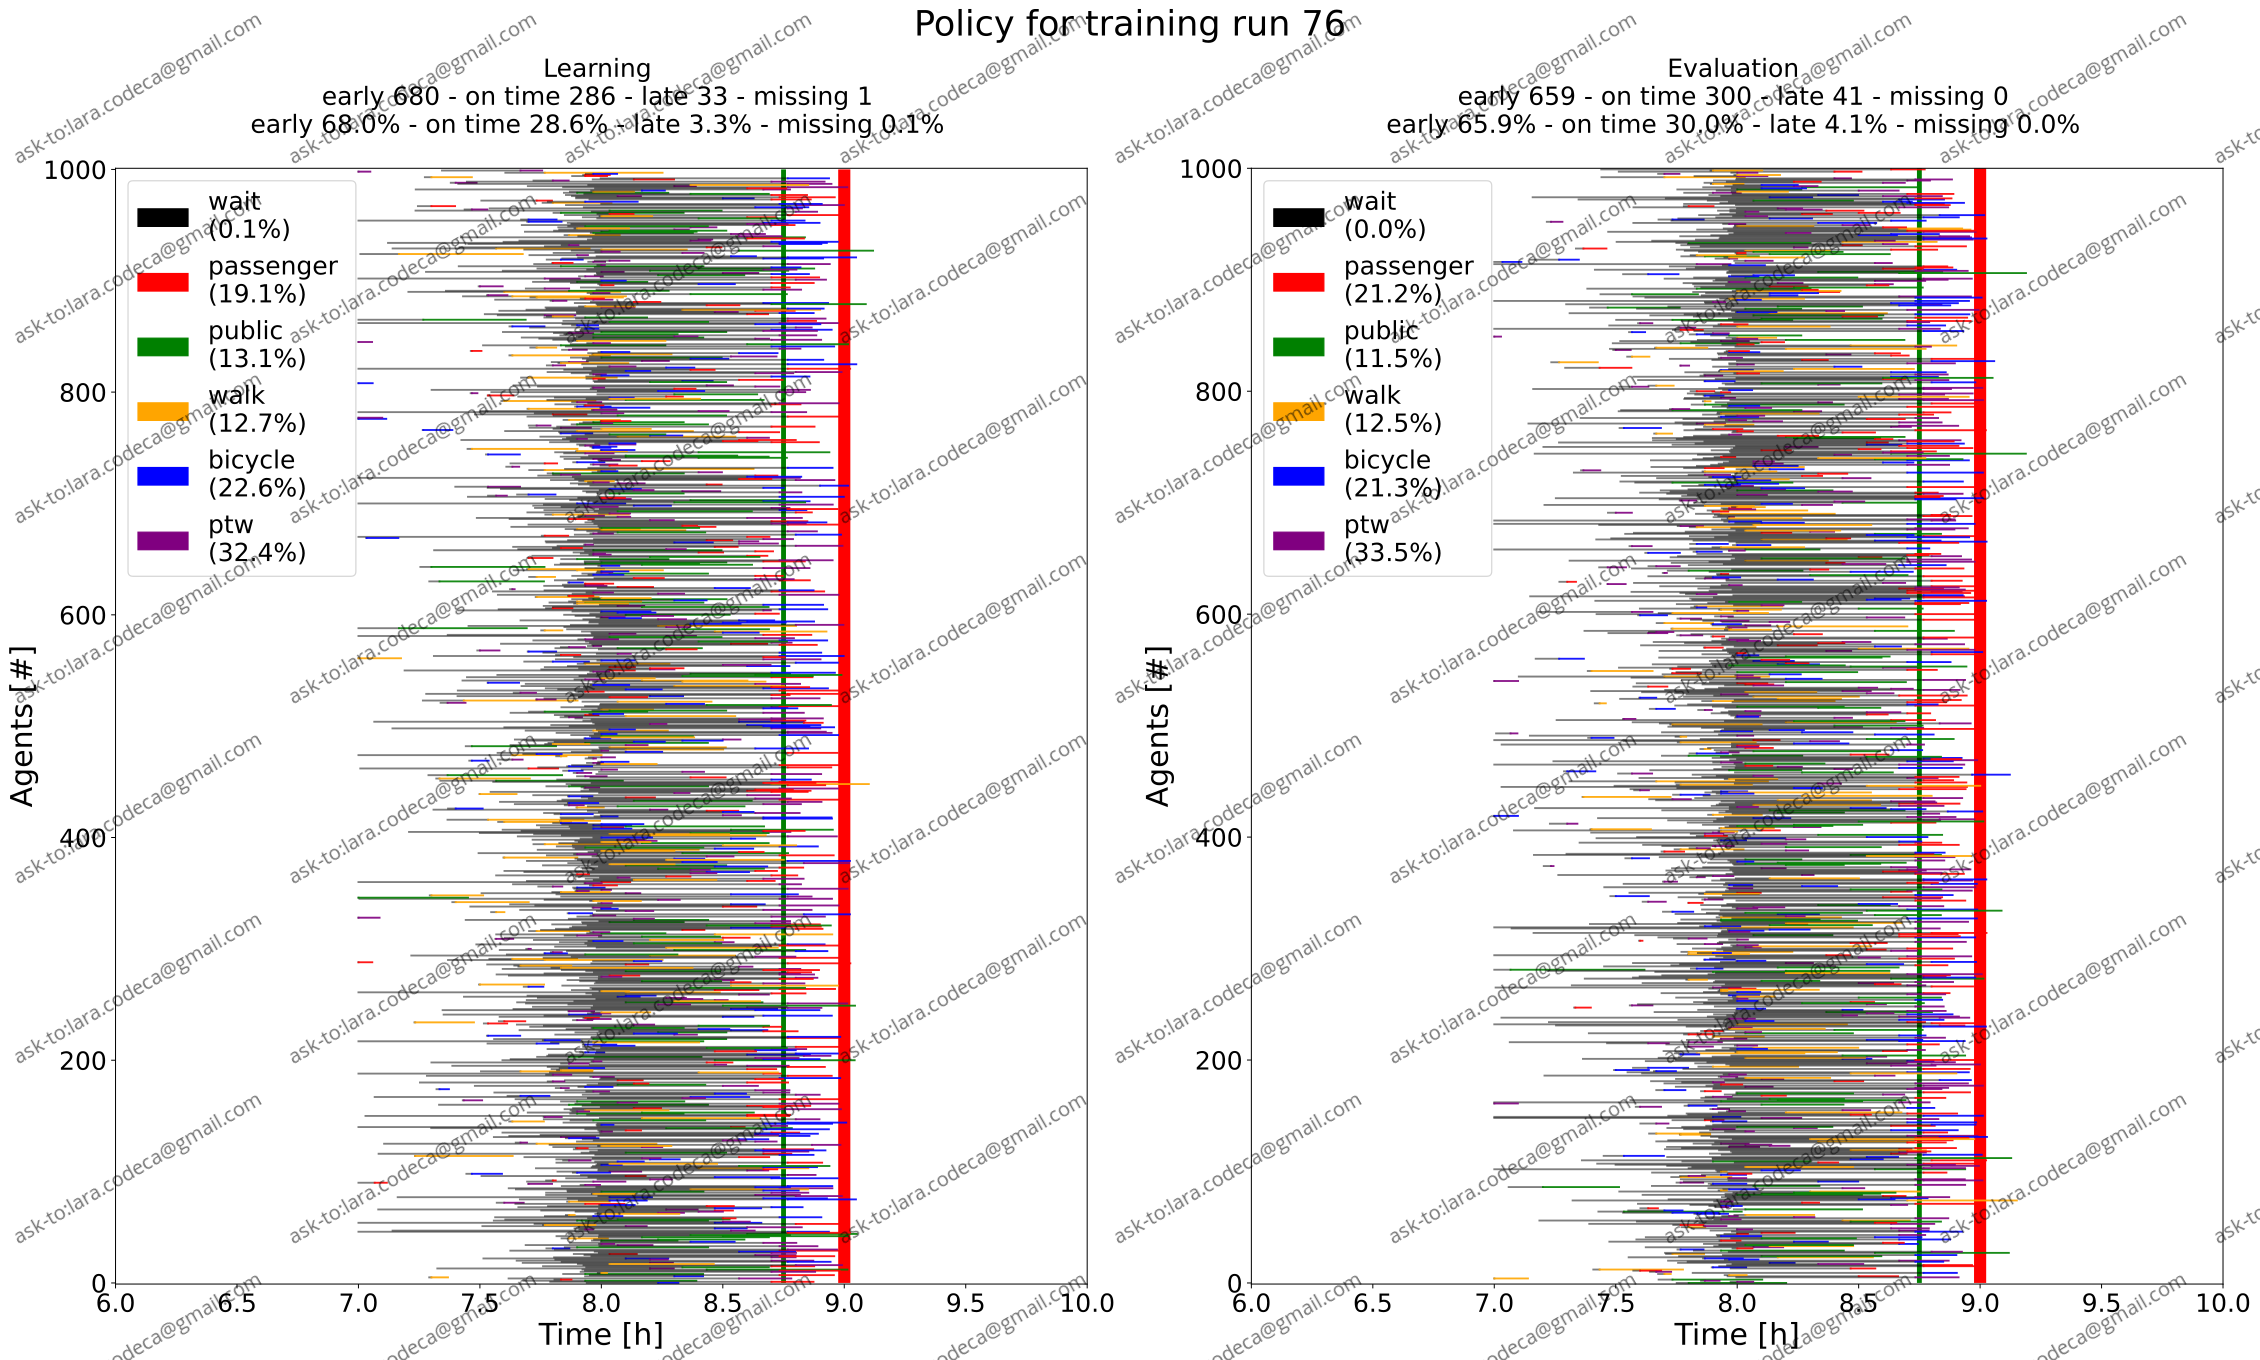 Policy for training run 76
Learning
early 680 - on time 286 - late 33 - missing 1
early 68.0% - on time 28.6% - late 3.3% - missing 0.1%
1000
800
600
400
200
0
Agents [#]
wait
(0.1%)
passenger
(19.1%)
public
(13.1%)
walk
(12.7%)
bicycle
(22.6%)
ptw
(32.4%)
6.0 6.5 7.0 7.5 8.0 8.5 9.0 9.5 10.0
Time [h]
Evaluation
early 659 - on time 300 - late 41 - missing 0
early 65.9% - on time 30.0% - late 4.1% - missing 0.0%
1000
800
600
400
200
0
Agents [#]
wait
(0.0%)
passenger
(21.2%)
public
(11.5%)
walk
(12.5%)
bicycle
(21.3%)
ptw
(33.5%)
6.0 6.5 7.0 7.5 8.0 8.5 9.0 9.5 10.0
Time [h]
ask-to:lara.codeca@gmail.com